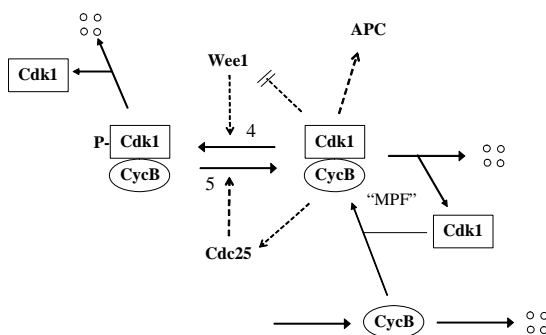 APC
Wee1
Cdk1
4
P-
Cdk1
Cdk1
CycB
CycB
5
“MPF”
Cdk1
Cdc25
CycB